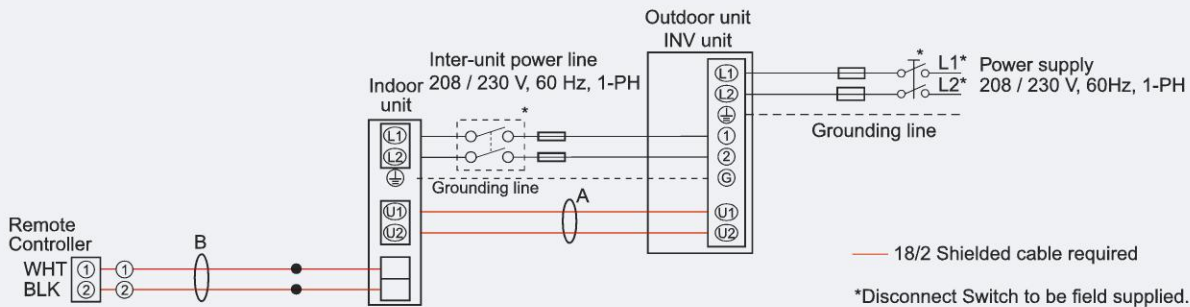 Outdoor unit
INV unit
Inter-unit power line
208 / 230 V, 60 Hz, 1-PH
*
Indoor
unit
* L1* Power supply
L2* 208 / 230 V, 60Hz, 1-PH
Grounding line
L1
L2
Grounding line
U1
U2
A
L1
L2
1
2
G
U1
U2
Remote
Controller
B
WHT 1 1
BLK 2 2
18/2 Shielded cable required
*Disconnect Switch to be field supplied.